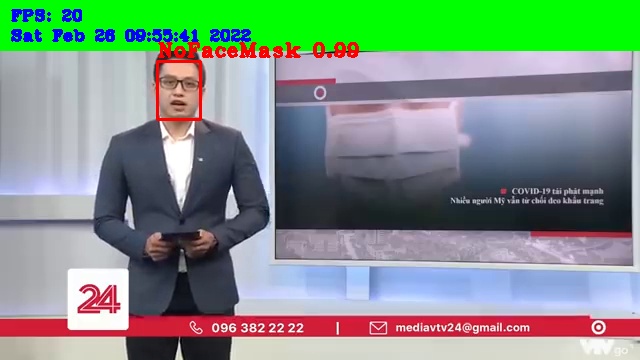 FPS: 20
Sat Feb 26 09:55:41 2022
NoFaceMask 0.99
COVID-19 tái phát mạnh
Nhiều người Mỹ vẫn từ chối đeo khẩu trang
24
096 382 22 22 | mediavtv24@gmail.com
VTVgo